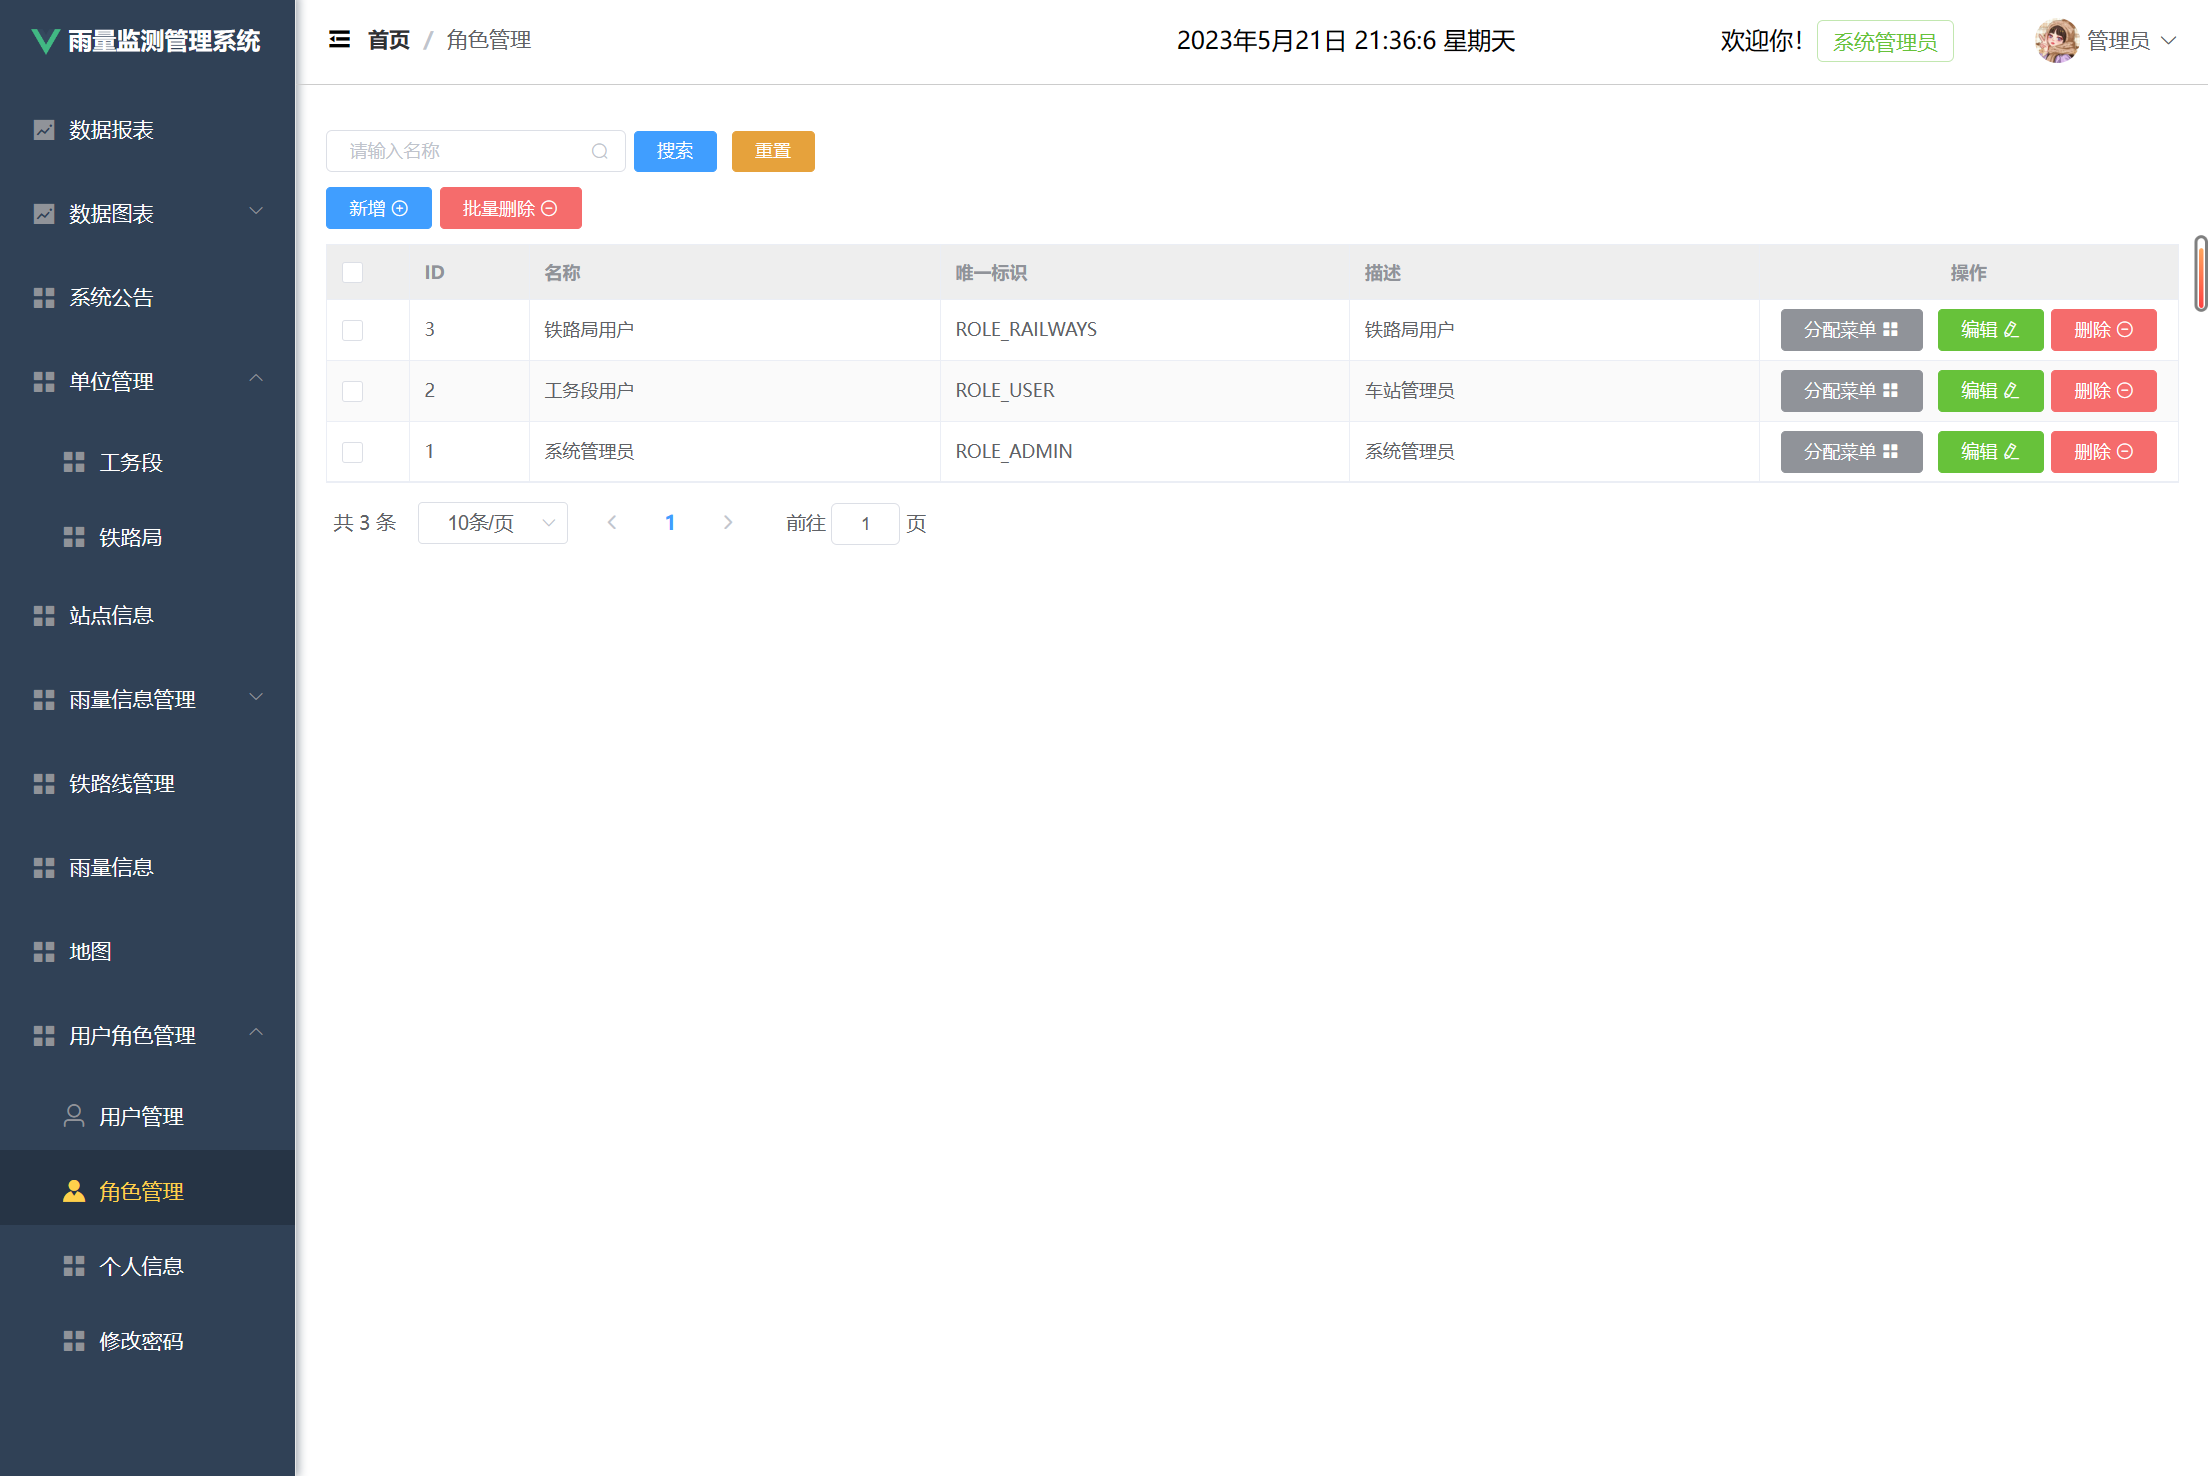 雨量监测管理系统
首页 / 角色管理
2023年5月21日 21:36:6 星期天
欢迎你！ 系统管理员
管理员
数据报表
数据图表
系统公告
单位管理
工务段
铁路局
站点信息
雨量信息管理
铁路线管理
雨量信息
地图
用户角色管理
用户管理
角色管理
个人信息
修改密码
请输入名称 搜索 重置
新增 批量删除
ID 名称 唯一标识 描述 操作
3 铁路局用户 ROLE_RAILWAYS 铁路局用户 分配菜单 编辑 删除
2 工务段用户 ROLE_USER 车站管理员 分配菜单 编辑 删除
1 系统管理员 ROLE_ADMIN 系统管理员 分配菜单 编辑 删除
共 3 条 10条/页 1 前往 1 页